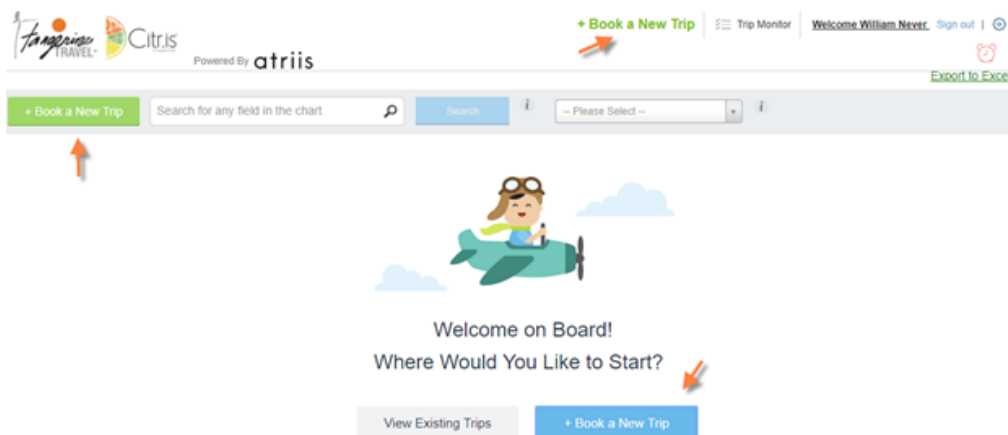 + Book a New Trip
Trip Monitor
Welcome William Never
Sign out |
Tangerine
TRAVEL
Citr.is
Powered By atriis
Export to Exce
+ Book a New Trip
Search for any field in the chart
Search
i
-- Please Select --
i
Welcome on Board!
Where Would You Like to Start?
View Existing Trips
+ Book a New Trip